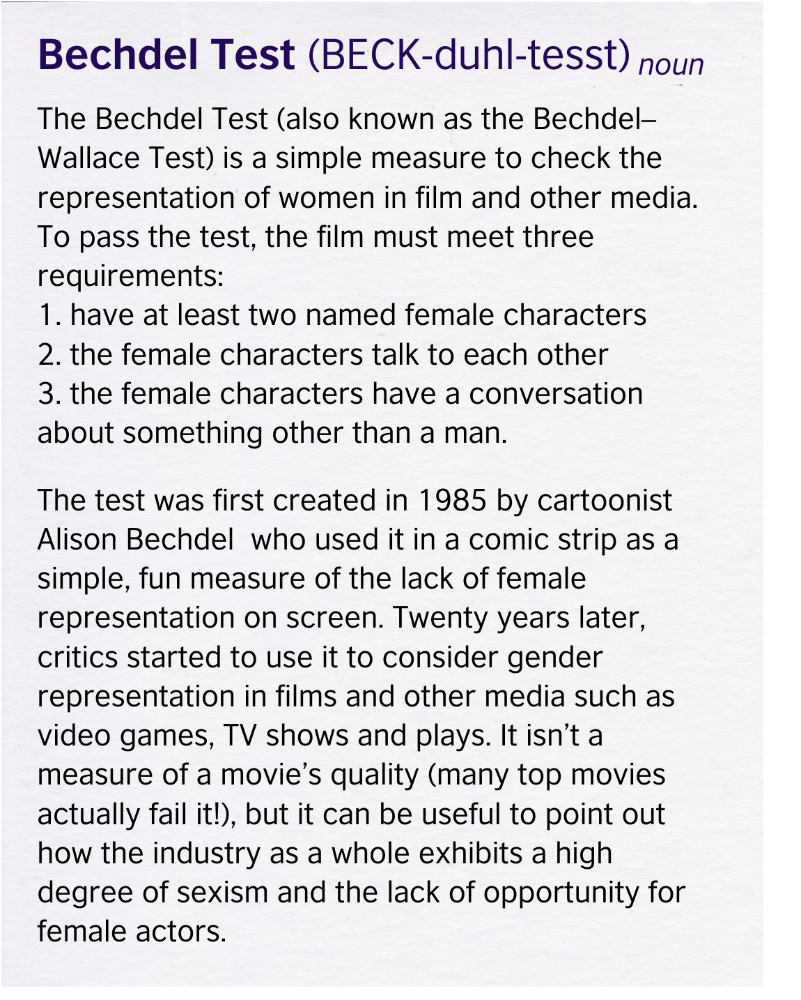 Bechdel Test (BECK-duhl-tesst) noun
The Bechdel Test (also known as the Bechdel–
Wallace Test) is a simple measure to check the
representation of women in film and other media.
To pass the test, the film must meet three
requirements:
1. have at least two named female characters
2. the female characters talk to each other
3. the female characters have a conversation
about something other than a man.
The test was first created in 1985 by cartoonist
Alison Bechdel  who used it in a comic strip as a
simple, fun measure of the lack of female
representation on screen. Twenty years later,
critics started to use it to consider gender
representation in films and other media such as
video games, TV shows and plays. It isn’t a
measure of a movie’s quality (many top movies
actually fail it!), but it can be useful to point out
how the industry as a whole exhibits a high
degree of sexism and the lack of opportunity for
female actors.